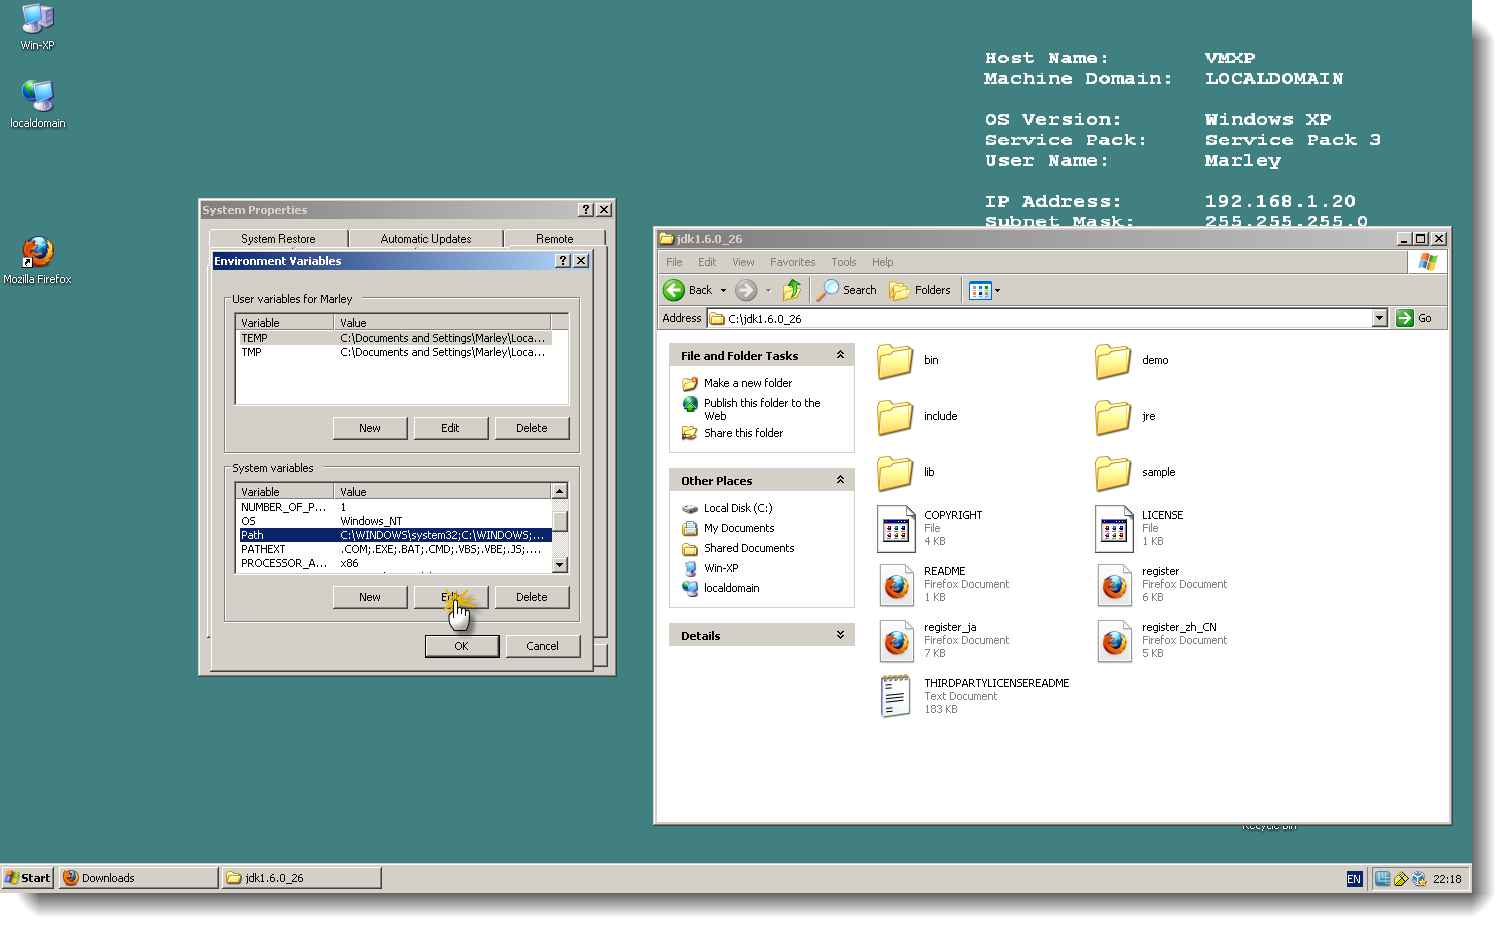 Win-XP
localdomain
Mozilla Firefox
Host Name: VMXP
Machine Domain: LOCALDOMAIN
OS Version: Windows XP
Service Pack: Service Pack 3
User Name: Marley
IP Address: 192.168.1.20
Subnet Mask: 255.255.255.0
System Properties
System Restore Automatic Updates Remote
Environment Variables
User variables for Marley
Variable Value
TEMP C:\Documents and Settings\Marley\Loca...
TMP C:\Documents and Settings\Marley\Loca...
New Edit Delete
System variables
Variable Value
NUMBER_OF_P... 1
OS Windows_NT
Path C:\WINDOWS\system32;C:\WINDOWS;...
PATHEXT .COM;.EXE;.BAT;.CMD;.VBS;.VBE;.JS;....
PROCESSOR_A... x86
New Delete
OK Cancel
jdk1.6.0_26
File Edit View Favorites Tools Help
Back Search Folders
Address C:\jdk1.6.0_26 Go
File and Folder Tasks
Make a new folder
Publish this folder to the
Web
Share this folder
Other Places
Local Disk (C:)
My Documents
Shared Documents
Win-XP
localdomain
Details
bin
demo
include
jre
lib
sample
COPYRIGHT
File
4 KB
LICENSE
File
1 KB
README
Firefox Document
1 KB
register
Firefox Document
6 KB
register_ja
Firefox Document
7 KB
register_zh_CN
Firefox Document
5 KB
THIRDPARTYLICENSEREADME
Text Document
183 KB
Recycle Bin
Start Downloads jdk1.6.0_26 EN 22:18